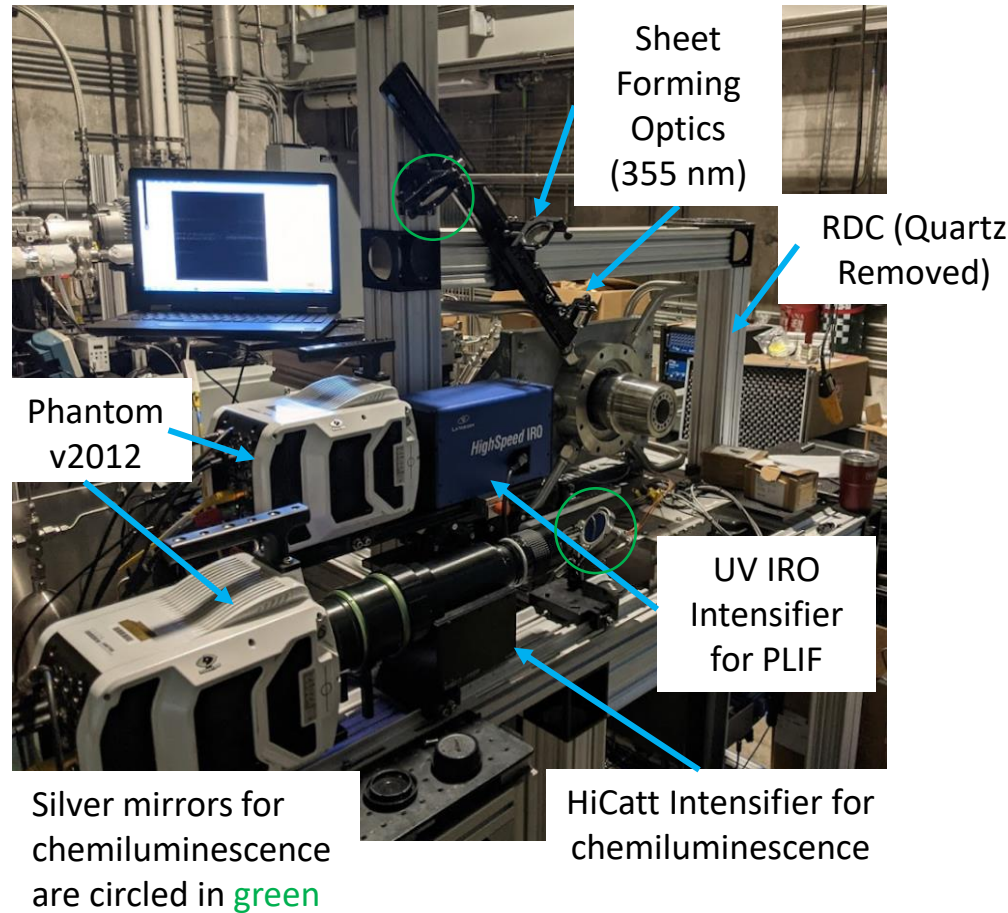 Sheet
Forming
Optics
(355 nm)
RDC (Quartz
Removed)
Phantom
v2012
HighSpeed IRO
UV IRO
Intensifier
for PLIF
Silver mirrors for
chemiluminescence
are circled in green
HiCatt Intensifier for
chemiluminescence